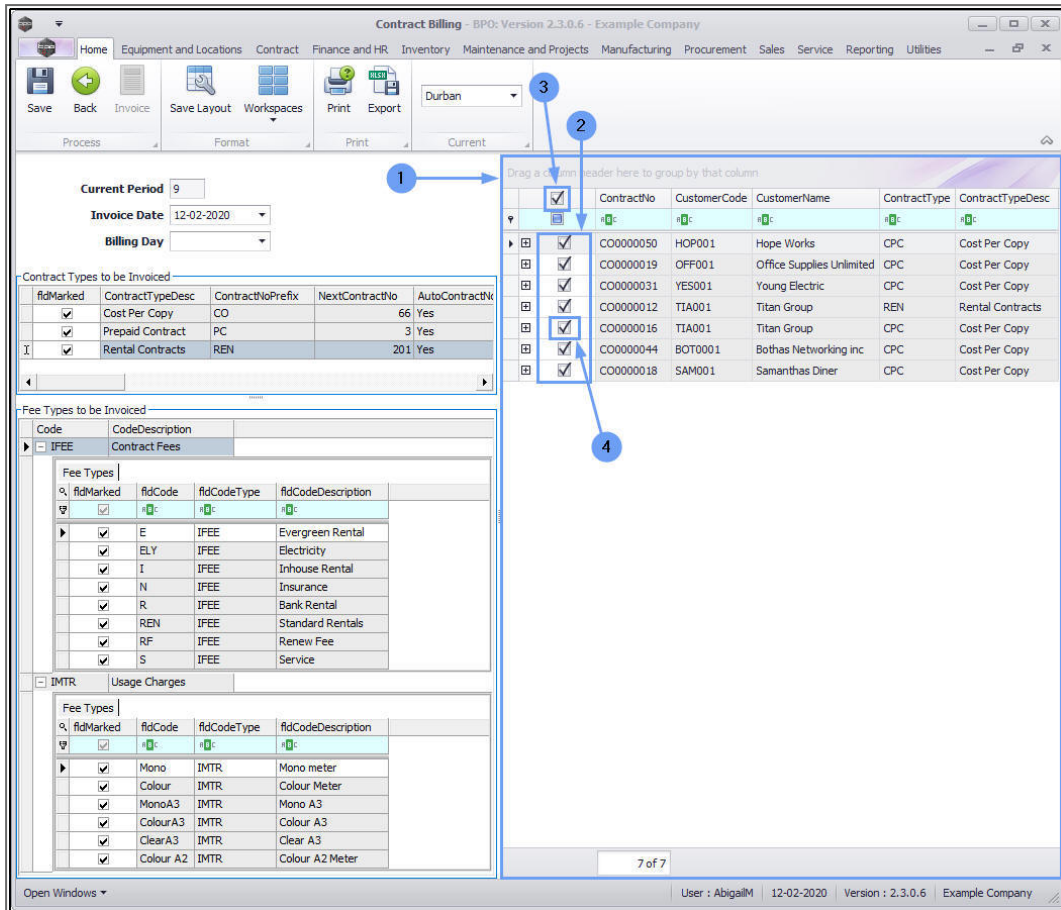 Contract Billing - BPO: Version 2.3.0.6 - Example Company
Home Equipment and Locations Contract Finance and HR Inventory Maintenance and Projects Manufacturing Procurement Sales Service Reporting Utilities
Save Back Invoice Save Layout Workspaces Print Export
Durban
Process Format Print Current
3
2
1
4
Current Period 9
Invoice Date 12-02-2020
Billing Day
Contract Types to be Invoiced
fldMarked ContractTypeDesc ContractNoPrefix NextContractNo AutoContractNo
Cost Per Copy CO 66 Yes
Prepaid Contract PC 3 Yes
Rental Contracts REN 201 Yes
Fee Types to be Invoiced
Code CodeDescription
IFEE Contract Fees
Fee Types
fldMarked fldCode fldCodeType fldCodeDescription
E IFEE Evergreen Rental
ELY IFEE Electricity
I IFEE Inhouse Rental
N IFEE Insurance
R IFEE Bank Rental
REN IFEE Standard Rentals
RF IFEE Renew Fee
S IFEE Service
IMTR Usage Charges
Fee Types
fldMarked fldCode fldCodeType fldCodeDescription
Mono IMTR Mono meter
Colour IMTR Colour Meter
MonoA3 IMTR Mono A3
ColourA3 IMTR Colour A3
ClearA3 IMTR Clear A3
Colour A2 IMTR Colour A2 Meter
Drag a column header here to group by that column
ContractNo CustomerCode CustomerName ContractType ContractTypeDesc
CO0000050 HOP001 Hope Works CPC Cost Per Copy
CO0000019 OFF001 Office Supplies Unlimited CPC Cost Per Copy
CO0000031 YES001 Young Electric CPC Cost Per Copy
CO0000012 TIA001 Titan Group REN Rental Contracts
CO0000016 TIA001 Titan Group CPC Cost Per Copy
CO0000044 BOT0001 Bothas Networking inc CPC Cost Per Copy
CO0000018 SAM001 Samanthas Diner CPC Cost Per Copy
7 of 7
Open Windows User : AbigailM 12-02-2020 Version : 2.3.0.6 Example Company